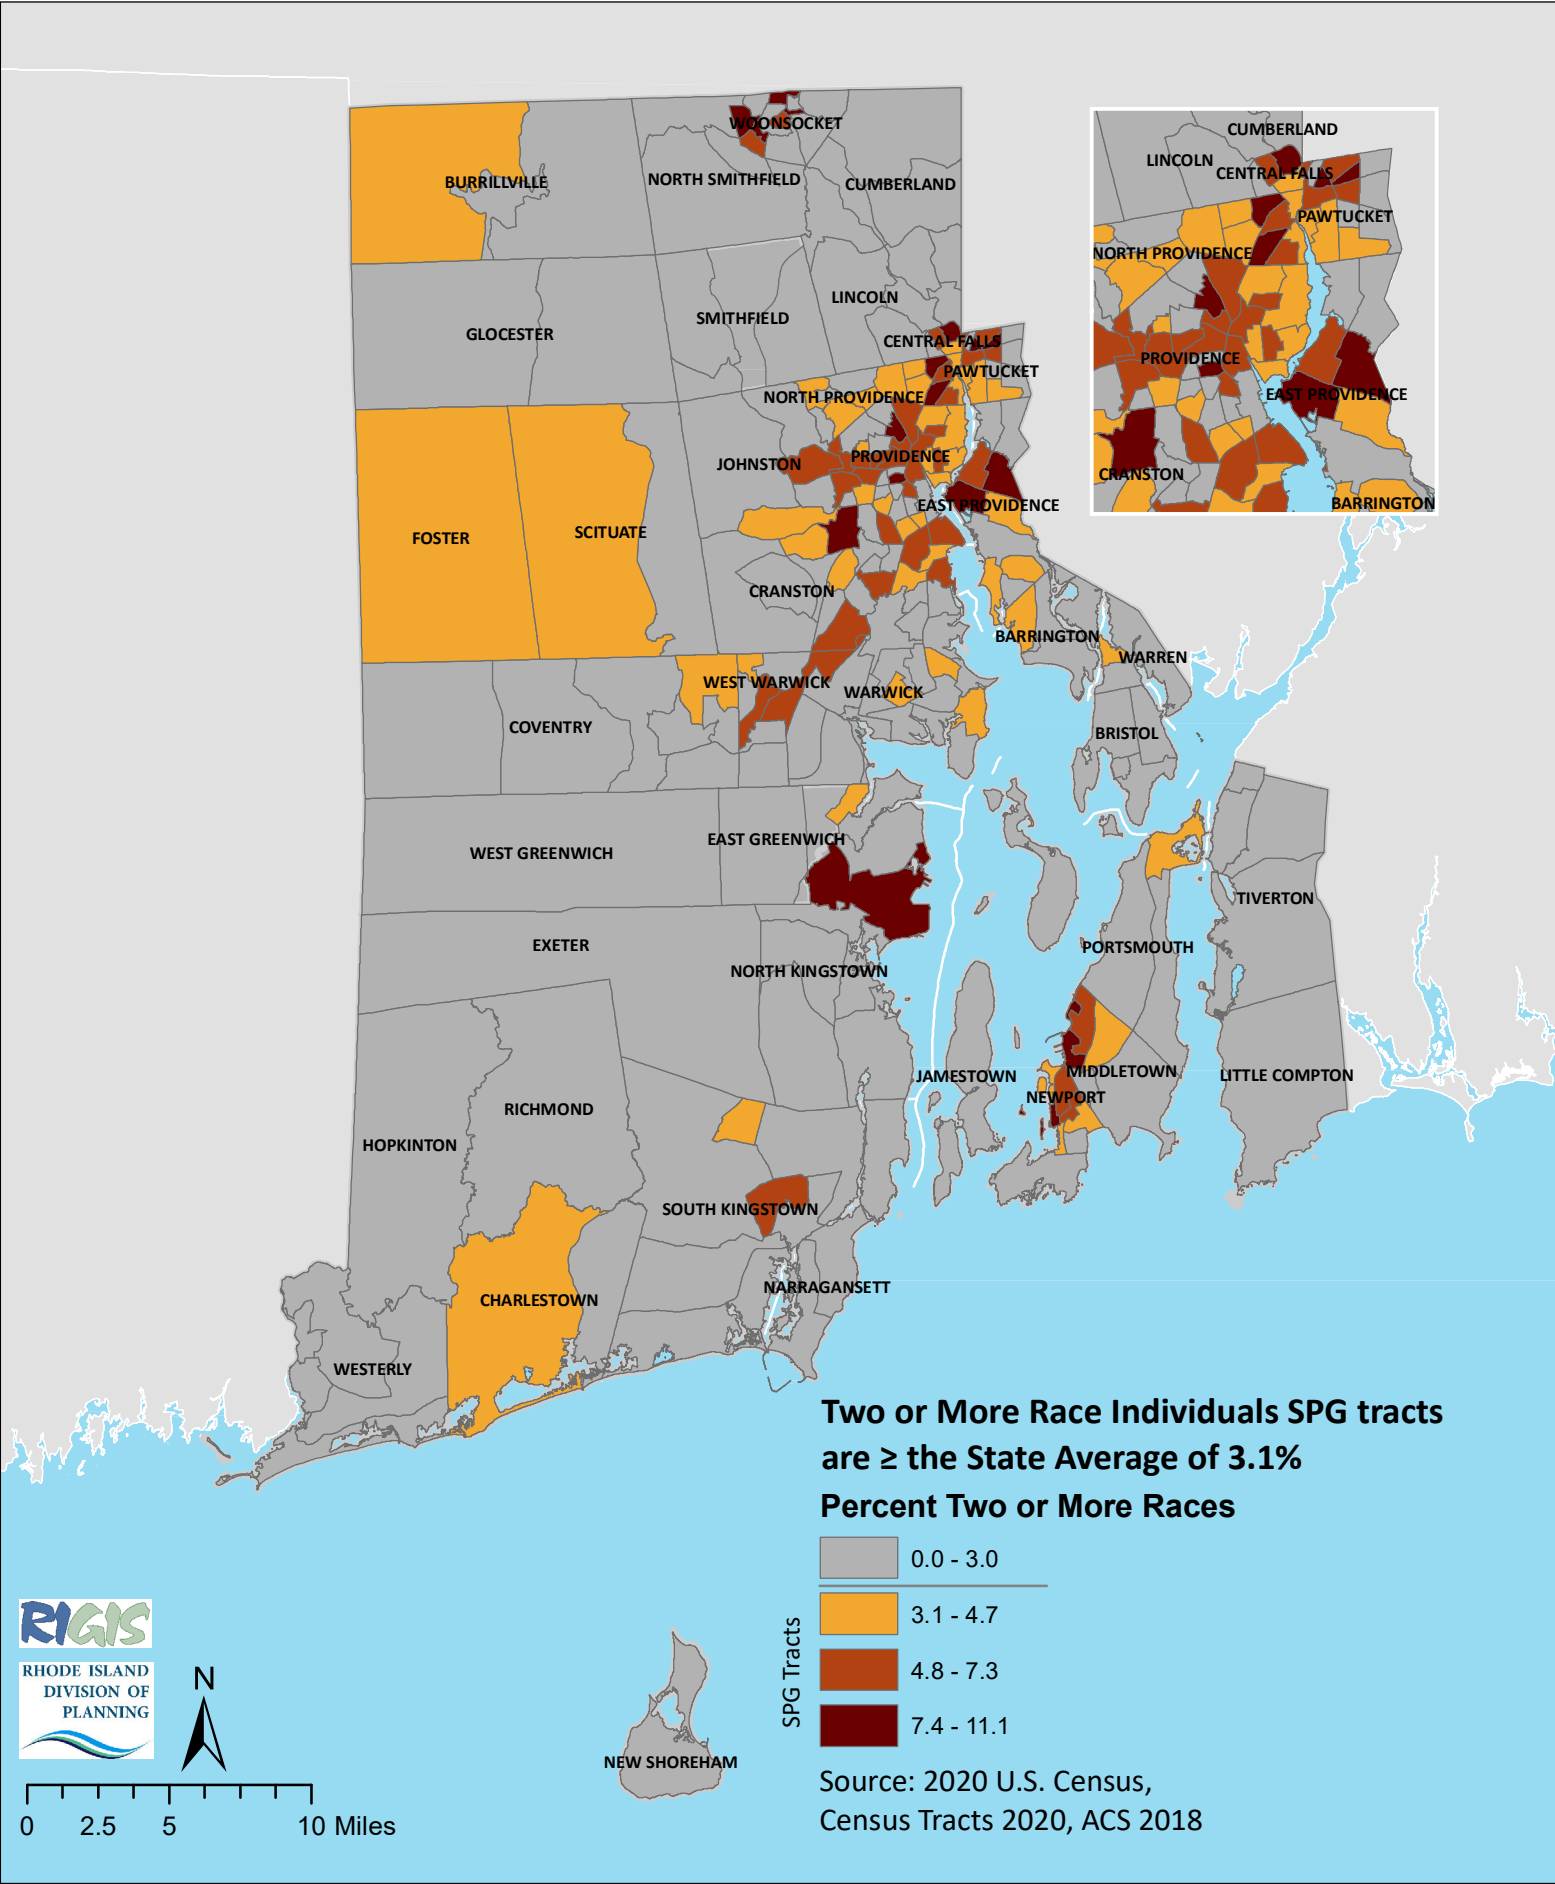 WOONSOCKET
BURRILLVILLE
NORTH SMITHFIELD
CUMBERLAND
GLOCESTER
SMITHFIELD
LINCOLN
CENTRAL FALLS
PAWTUCKET
NORTH PROVIDENCE
JOHNSTON
PROVIDENCE
EAST PROVIDENCE
FOSTER
SCITUATE
CRANSTON
BARRINGTON
WARREN
WEST WARWICK
WARWICK
COVENTRY
BRISTOL
WEST GREENWICH
EAST GREENWICH
TIVERTON
EXETER
NORTH KINGSTOWN
PORTSMOUTH
JAMESTOWN
MIDDLETOWN
LITTLE COMPTON
NEWPORT
RICHMOND
HOPKINTON
SOUTH KINGSTOWN
NARRAGANSETT
CHARLESTOWN
WESTERLY
NEW SHOREHAM
CUMBERLAND
LINCOLN
CENTRAL FALLS
PAWTUCKET
NORTH PROVIDENCE
PROVIDENCE
EAST PROVIDENCE
CRANSTON
BARRINGTON
Two or More Race Individuals SPG tracts
are ≥ the State Average of 3.1%
Percent Two or More Races
0.0 - 3.0
3.1 - 4.7
4.8 - 7.3
7.4 - 11.1
SPG Tracts
Source: 2020 U.S. Census,
Census Tracts 2020, ACS 2018
RIGIS
RHODE ISLAND
DIVISION OF
PLANNING
N
0 2.5 5 10 Miles